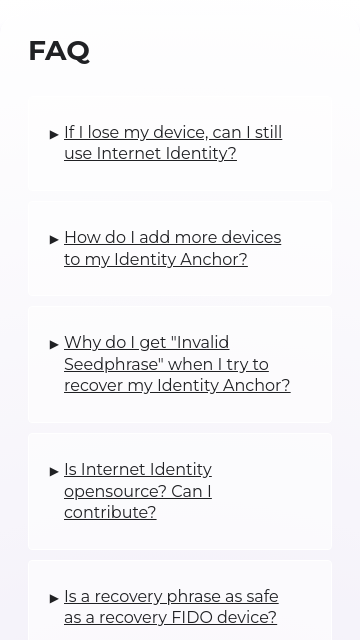 FAQ
▸ If I lose my device, can I still
use Internet Identity?
▸ How do I add more devices
to my Identity Anchor?
▸ Why do I get "Invalid
Seedphrase" when I try to
recover my Identity Anchor?
▸ Is Internet Identity
opensource? Can I
contribute?
▸ Is a recovery phrase as safe
as a recovery FIDO device?